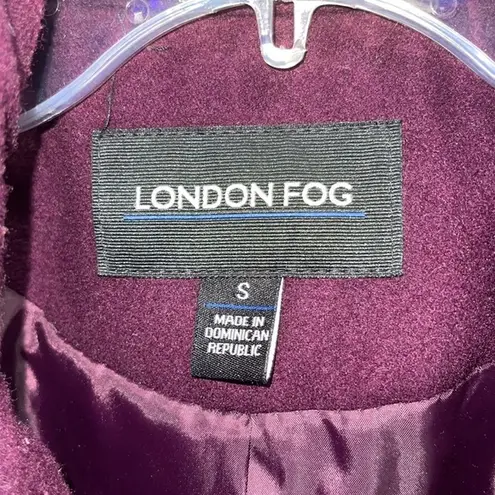 LONDON FOG
S
MADE IN
DOMINICAN
REPUBLIC